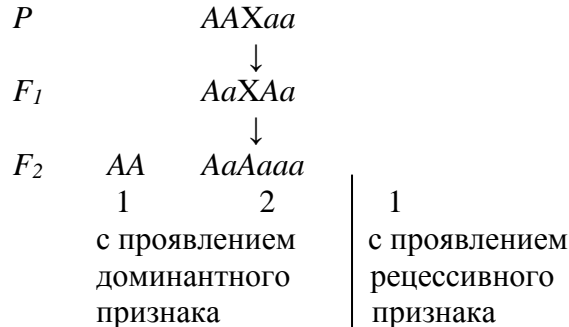 P AAXaa
↓
F1 AaXAa
↓
F2 AA AaAaaa
1 2 1
с проявлением с проявлением
доминантного рецессивного
признака признака